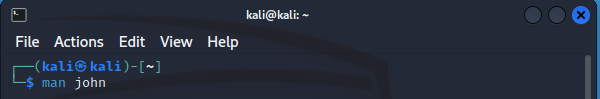 kali@kali: ~
File Actions Edit View Help
┌──(kali㉿kali)-[~]
└─$ man john